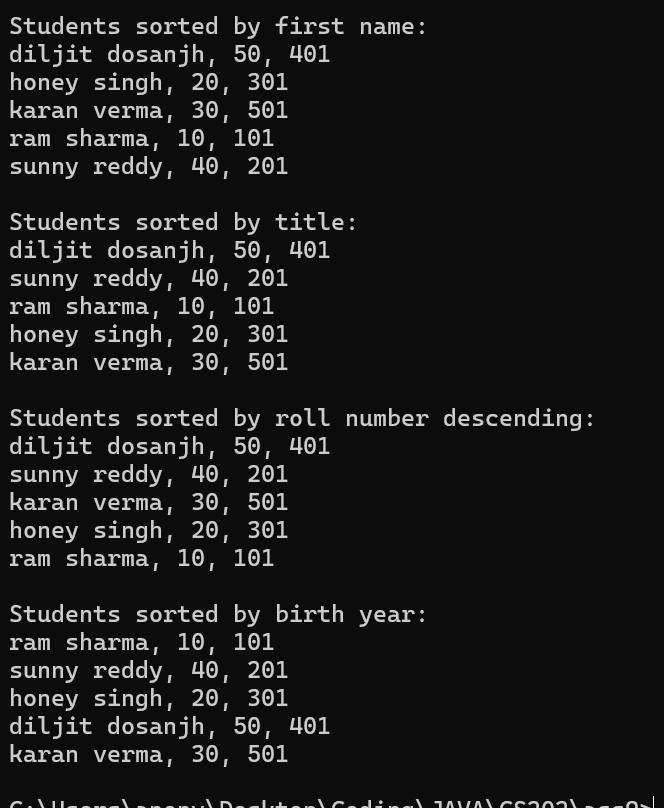 Students sorted by first name:
diljit dosanjh, 50, 401
honey singh, 20, 301
karan verma, 30, 501
ram sharma, 10, 101
sunny reddy, 40, 201
Students sorted by title:
diljit dosanjh, 50, 401
sunny reddy, 40, 201
ram sharma, 10, 101
honey singh, 20, 301
karan verma, 30, 501
Students sorted by roll number descending:
diljit dosanjh, 50, 401
sunny reddy, 40, 201
karan verma, 30, 501
honey singh, 20, 301
ram sharma, 10, 101
Students sorted by birth year:
ram sharma, 10, 101
sunny reddy, 40, 201
honey singh, 20, 301
diljit dosanjh, 50, 401
karan verma, 30, 501